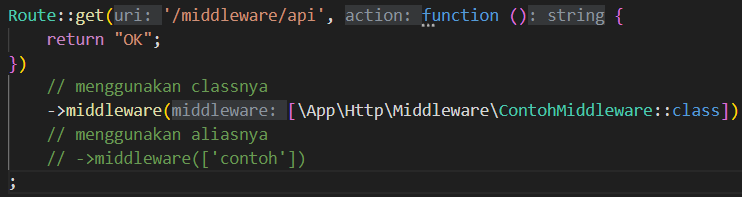 Route::get(uri: '/middleware/api', action: function (): string {
    return "OK";
})
    // menggunakan classnya
    ->middleware(middleware: [\App\Http\Middleware\ContohMiddleware::class])
    // menggunakan aliasnya
    // ->middleware(['contoh'])
;